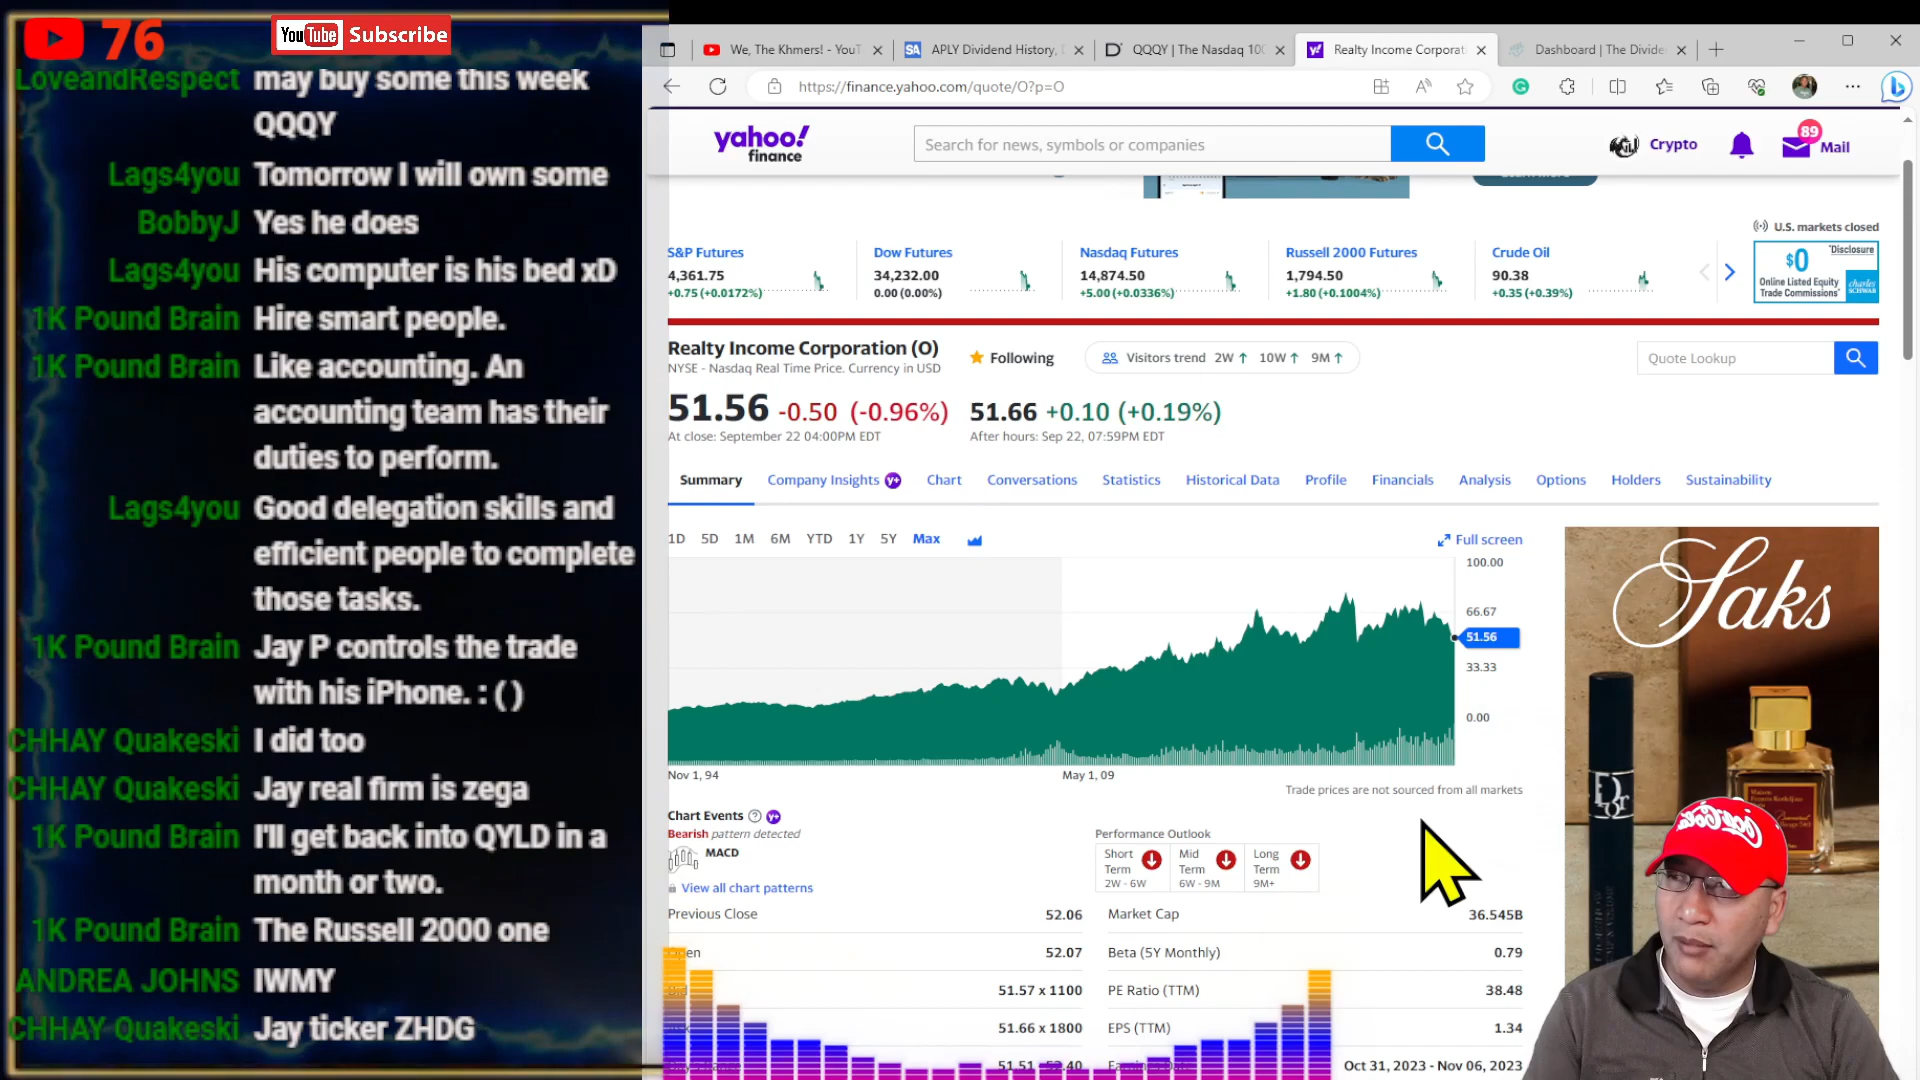 76
YouTube Subscribe
LoveandRespect may buy some this week
QQQY
Lags4you Tomorrow I will own some
BobbyJ Yes he does
Lags4you His computer is his bed xD
1K Pound Brain Hire smart people.
1K Pound Brain Like accounting. An
accounting team has their
duties to perform.
Lags4you Good delegation skills and
efficient people to complete
those tasks.
1K Pound Brain Jay P controls the trade
with his iPhone. : ( )
CHHAY Quakeski I did too
CHHAY Quakeski Jay real firm is zega
1K Pound Brain I'll get back into QYLD in a
month or two.
1K Pound Brain The Russell 2000 one
ANDREA JOHNS IWMY
CHHAY Quakeski Jay ticker ZHDG
We, The Khmers! - YouT
SA APLY Dividend History,
QQQY | The Nasdaq 100
Realty Income Corporat
Dashboard | The Divide
https://finance.yahoo.com/quote/O?p=O
yahoo!
finance
Search for news, symbols or companies
Crypto
89
Mail
U.S. markets closed
S&P Futures
4,361.75
+0.75 (+0.0172%)
Dow Futures
34,232.00
0.00 (0.00%)
Nasdaq Futures
14,874.50
+5.00 (+0.0336%)
Russell 2000 Futures
1,794.50
+1.80 (+0.1004%)
Crude Oil
90.38
+0.35 (+0.39%)
$0
*Disclosure
Online Listed Equity
Trade Commissions*
charles
SCHWAB
Realty Income Corporation (O)
NYSE - Nasdaq Real Time Price. Currency in USD
Following
Visitors trend 2W 10W 9M
Quote Lookup
51.56 -0.50 (-0.96%)
At close: September 22 04:00PM EDT
51.66 +0.10 (+0.19%)
After hours: Sep 22, 07:59PM EDT
Summary Company Insights Chart Conversations Statistics Historical Data Profile Financials Analysis Options Holders Sustainability
1D 5D 1M 6M YTD 1Y 5Y Max
Full screen
100.00
66.67
51.56
33.33
0.00
Nov 1, 94
May 1, 09
Trade prices are not sourced from all markets
Chart Events
Bearish pattern detected
MACD
View all chart patterns
Performance Outlook
Short
Term
2W - 6W
Mid
Term
6W - 9M
Long
Term
9M+
Previous Close 52.06
52.07
51.57 x 1100
51.66 x 1800
Market Cap 36.545B
Beta (5Y Monthly) 0.79
PE Ratio (TTM) 38.48
EPS (TTM) 1.34
Oct 31, 2023 - Nov 06, 2023
Saks
Dior
Coca-Cola